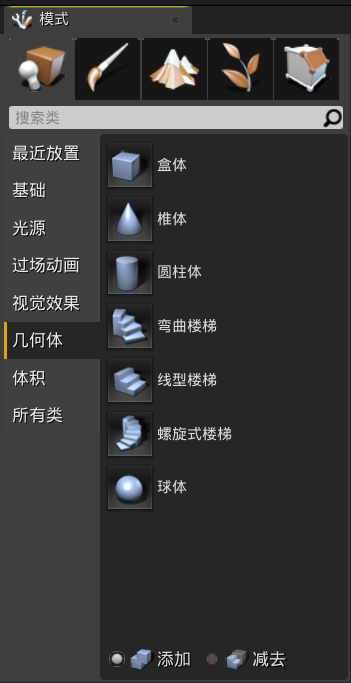 模式
搜索类
最近放置
基础
光源
过场动画
视觉效果
几何体
体积
所有类
盒体
椎体
圆柱体
弯曲楼梯
线型楼梯
螺旋式楼梯
球体
添加 减去